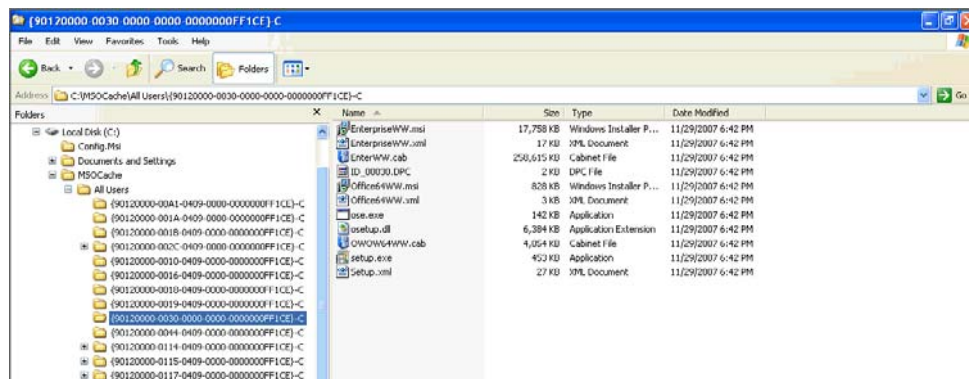 {90120000-0030-0000-0000-0000000FF1CE}-C
File Edit View Favorites Tools Help
Back Search Folders
Address C:\MSOCache\All Users\{90120000-0030-0000-0000-0000000FF1CE}-C Go
Folders X Name Size Type Date Modified
Local Disk (C:)
Config.Msi
Documents and Settings
MSOCache
All Users
{90120000-00A1-0409-0000-0000000FF1CE}-C
{90120000-001A-0409-0000-0000000FF1CE}-C
{90120000-001B-0409-0000-0000000FF1CE}-C
{90120000-002C-0409-0000-0000000FF1CE}-C
{90120000-0010-0409-0000-0000000FF1CE}-C
{90120000-0016-0409-0000-0000000FF1CE}-C
{90120000-0018-0409-0000-0000000FF1CE}-C
{90120000-0019-0409-0000-0000000FF1CE}-C
{90120000-0030-0000-0000-0000000FF1CE}-C
{90120000-0044-0409-0000-0000000FF1CE}-C
{90120000-0114-0409-0000-0000000FF1CE}-C
{90120000-0115-0409-0000-0000000FF1CE}-C
{90120000-0117-0409-0000-0000000FF1CE}-C
EnterpriseWW.msi 17,758 KB Windows Installer P... 11/29/2007 6:42 PM
EnterpriseWW.xml 17 KB XML Document 11/29/2007 6:42 PM
EnterWW.cab 250,615 KB Cabinet File 11/29/2007 6:42 PM
ID_00030.DPC 2 KB DPC File 11/29/2007 6:42 PM
Office64WW.msi 828 KB Windows Installer P... 11/29/2007 6:42 PM
Office64WW.xml 3 KB XML Document 11/29/2007 6:42 PM
ose.exe 142 KB Application 11/29/2007 6:42 PM
osetup.dll 6,384 KB Application Extension 11/29/2007 6:42 PM
OWOW64WW.cab 4,054 KB Cabinet File 11/29/2007 6:42 PM
setup.exe 453 KB Application 11/29/2007 6:42 PM
Setup.xml 27 KB XML Document 11/29/2007 6:42 PM